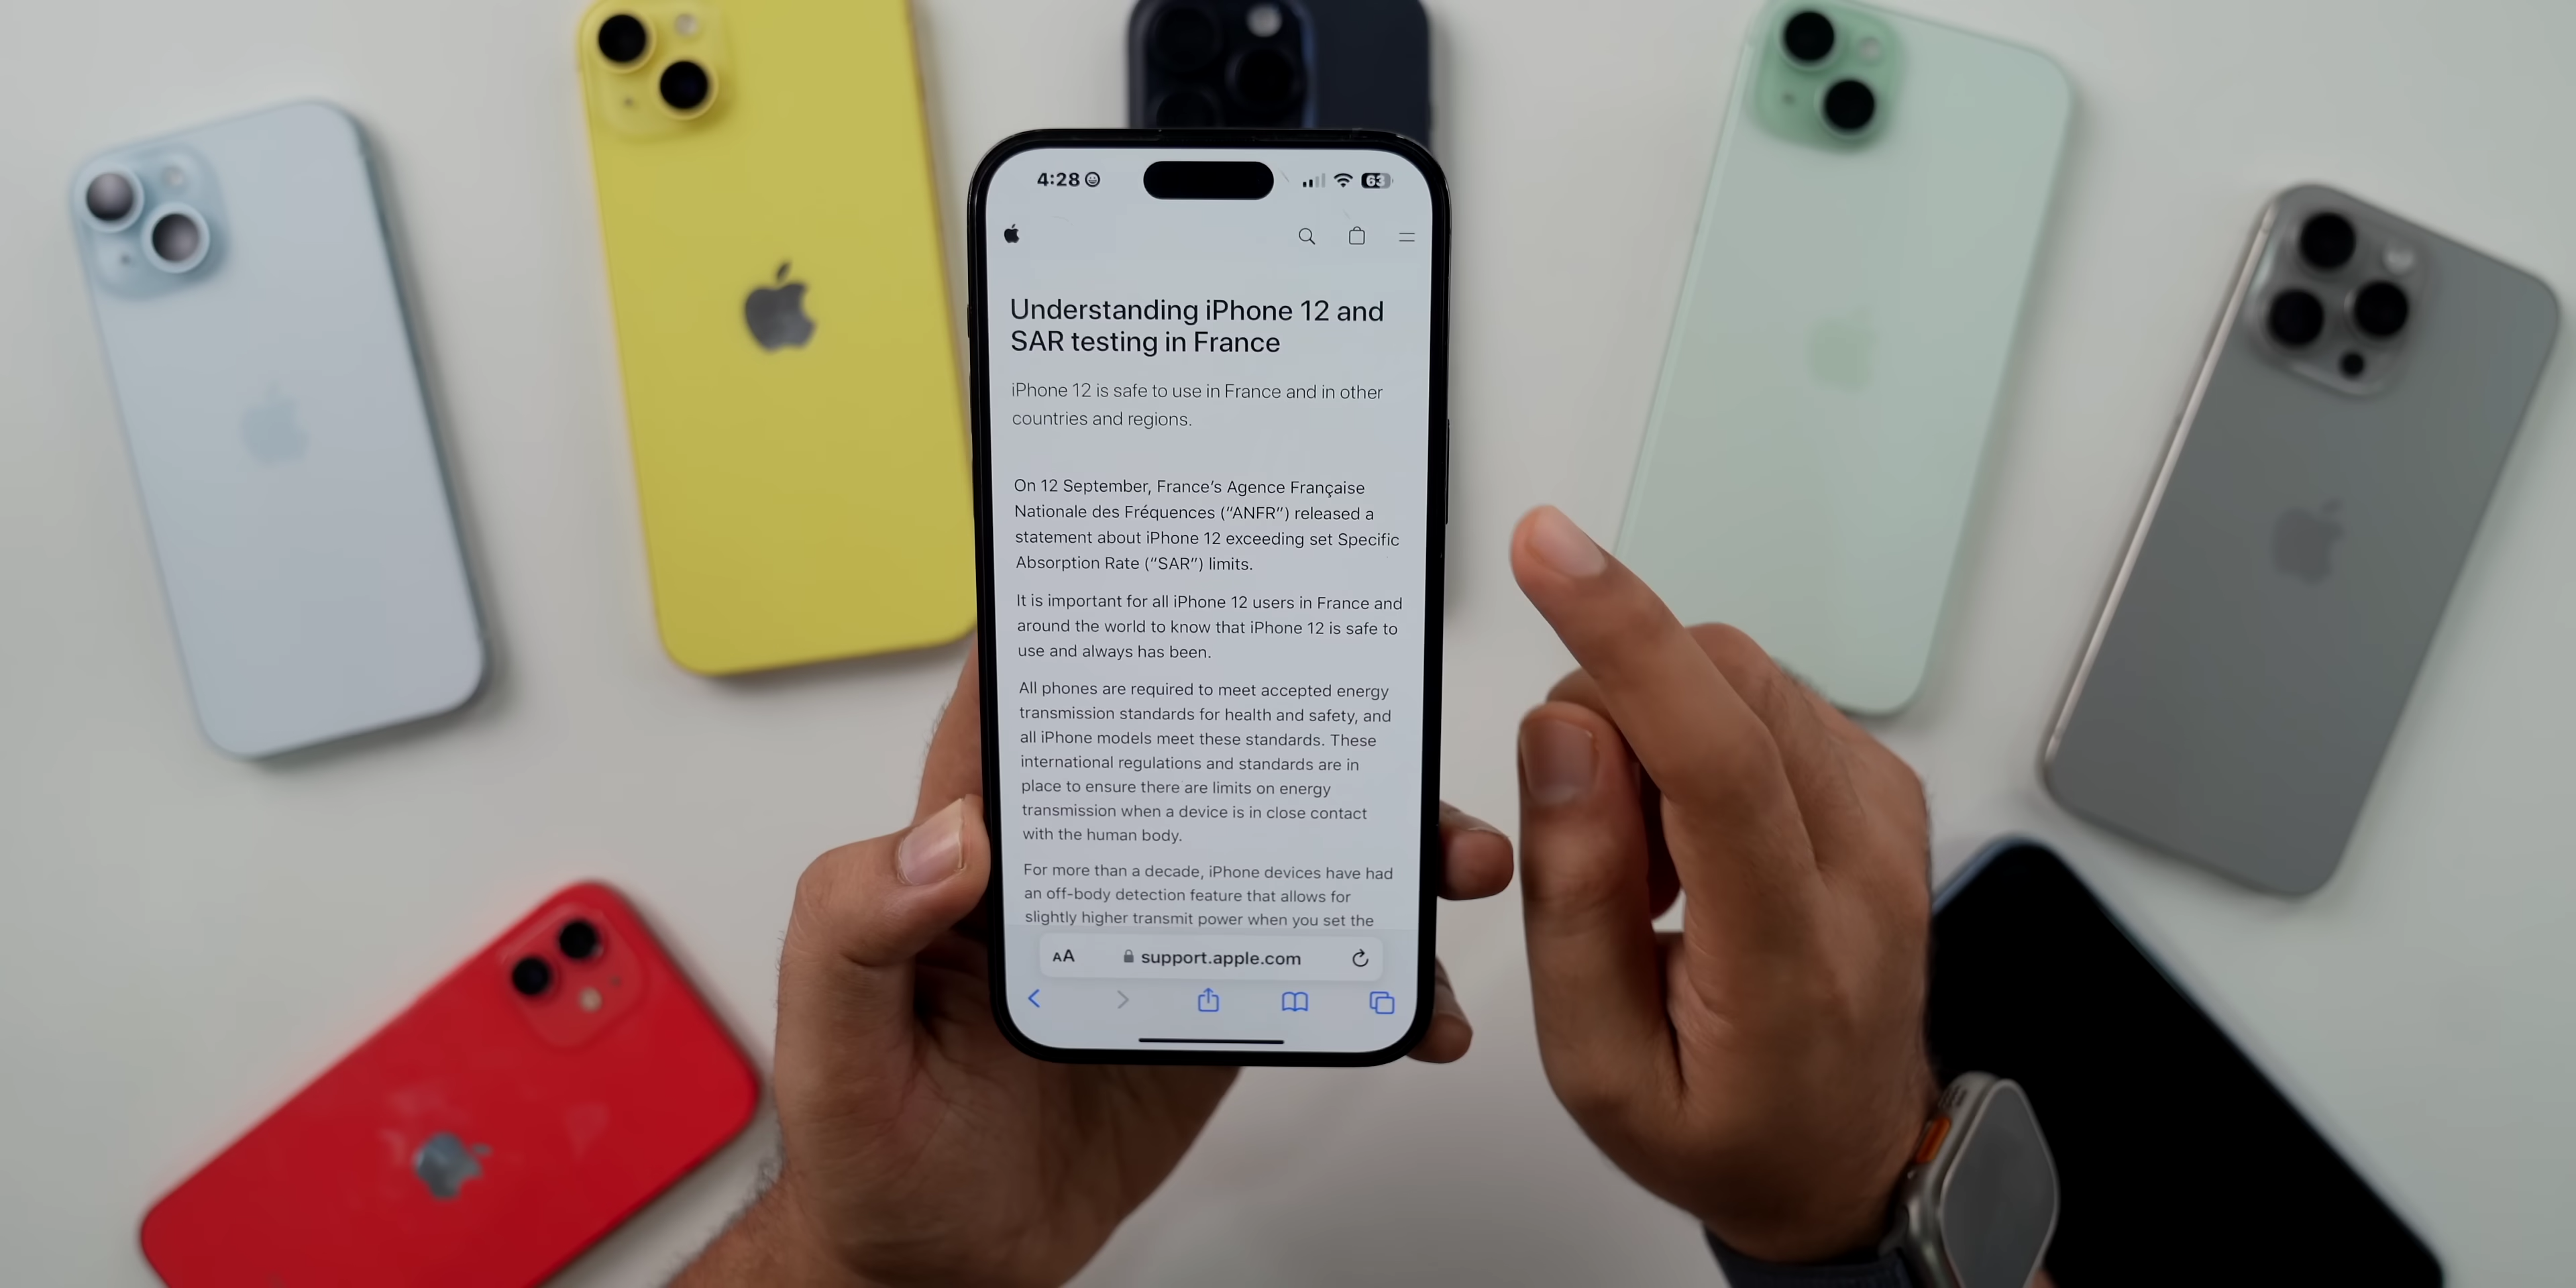 4:28
63
Understanding iPhone 12 and
SAR testing in France
iPhone 12 is safe to use in France and in other
countries and regions.
On 12 September, France’s Agence Française
Nationale des Fréquences (“ANFR”) released a
statement about iPhone 12 exceeding set Specific
Absorption Rate (“SAR”) limits.
It is important for all iPhone 12 users in France and
around the world to know that iPhone 12 is safe to
use and always has been.
All phones are required to meet accepted energy
transmission standards for health and safety, and
all iPhone models meet these standards. These
international regulations and standards are in
place to ensure there are limits on energy
transmission when a device is in close contact
with the human body.
For more than a decade, iPhone devices have had
an off-body detection feature that allows for
slightly higher transmit power when you set the
AA support.apple.com